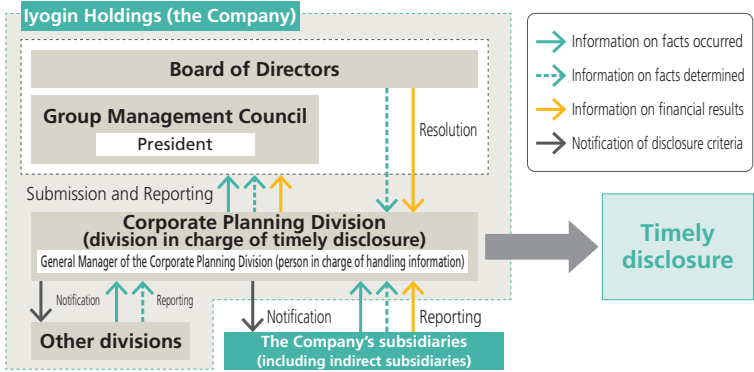 Iyogin Holdings (the Company)
Board of Directors
Group Management Council
President
Resolution
Submission and Reporting
Corporate Planning Division
(division in charge of timely disclosure)
General Manager of the Corporate Planning Division (person in charge of handling information)
Notification
Reporting
Notification
Reporting
Other divisions
The Company's subsidiaries
(including indirect subsidiaries)
Information on facts occurred
Information on facts determined
Information on financial results
Notification of disclosure criteria
Timely
disclosure